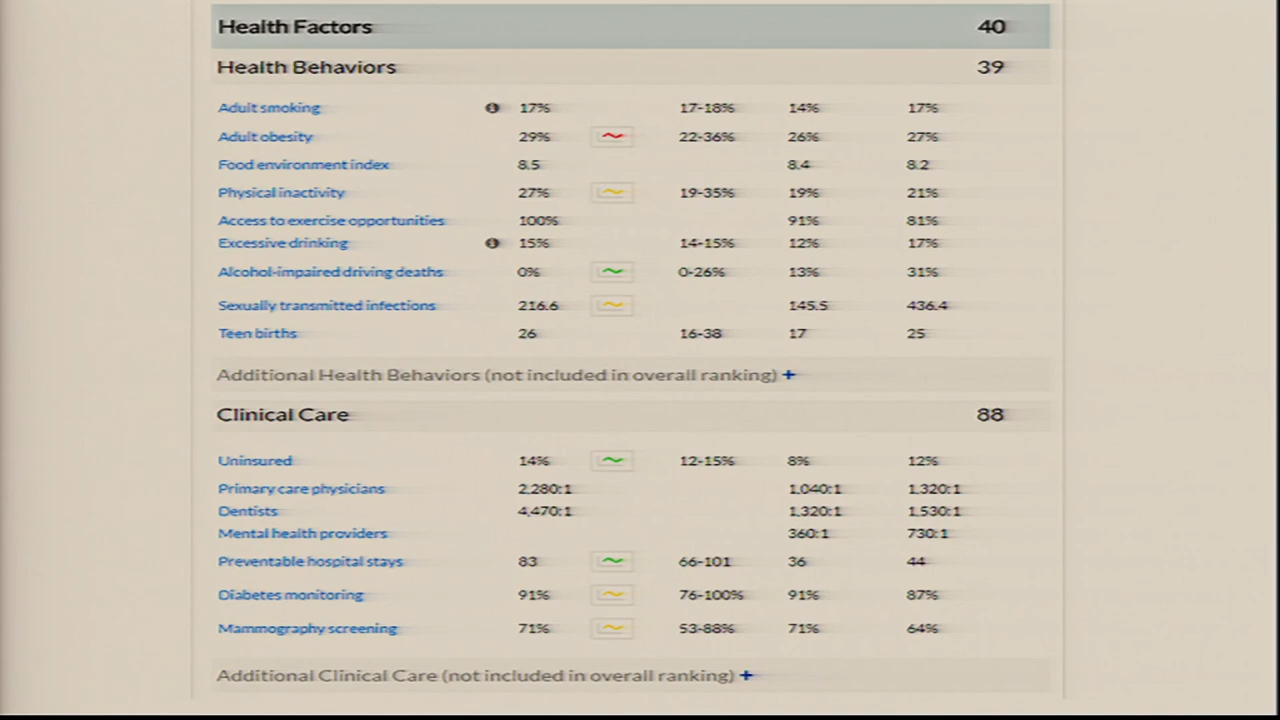 Health Factors 40
Health Behaviors 39
Adult smoking 17% 17-18% 14% 17%
Adult obesity 29% 22-36% 26% 27%
Food environment index 8.5 8.4 8.2
Physical inactivity 27% 19-35% 19% 21%
Access to exercise opportunities 100% 91% 81%
Excessive drinking 15% 14-15% 12% 17%
Alcohol-impaired driving deaths 0% 0-26% 13% 31%
Sexually transmitted infections 216.6 145.5 436.4
Teen births 26 16-38 17 25
Additional Health Behaviors (not included in overall ranking) +
Clinical Care 88
Uninsured 14% 12-15% 8% 12%
Primary care physicians 2,280:1 1,040:1 1,320:1
Dentists 4,470:1 1,320:1 1,530:1
Mental health providers 360:1 730:1
Preventable hospital stays 83 66-101 36 44
Diabetes monitoring 91% 76-100% 91% 87%
Mammography screening 71% 53-88% 71% 64%
Additional Clinical Care (not included in overall ranking) +